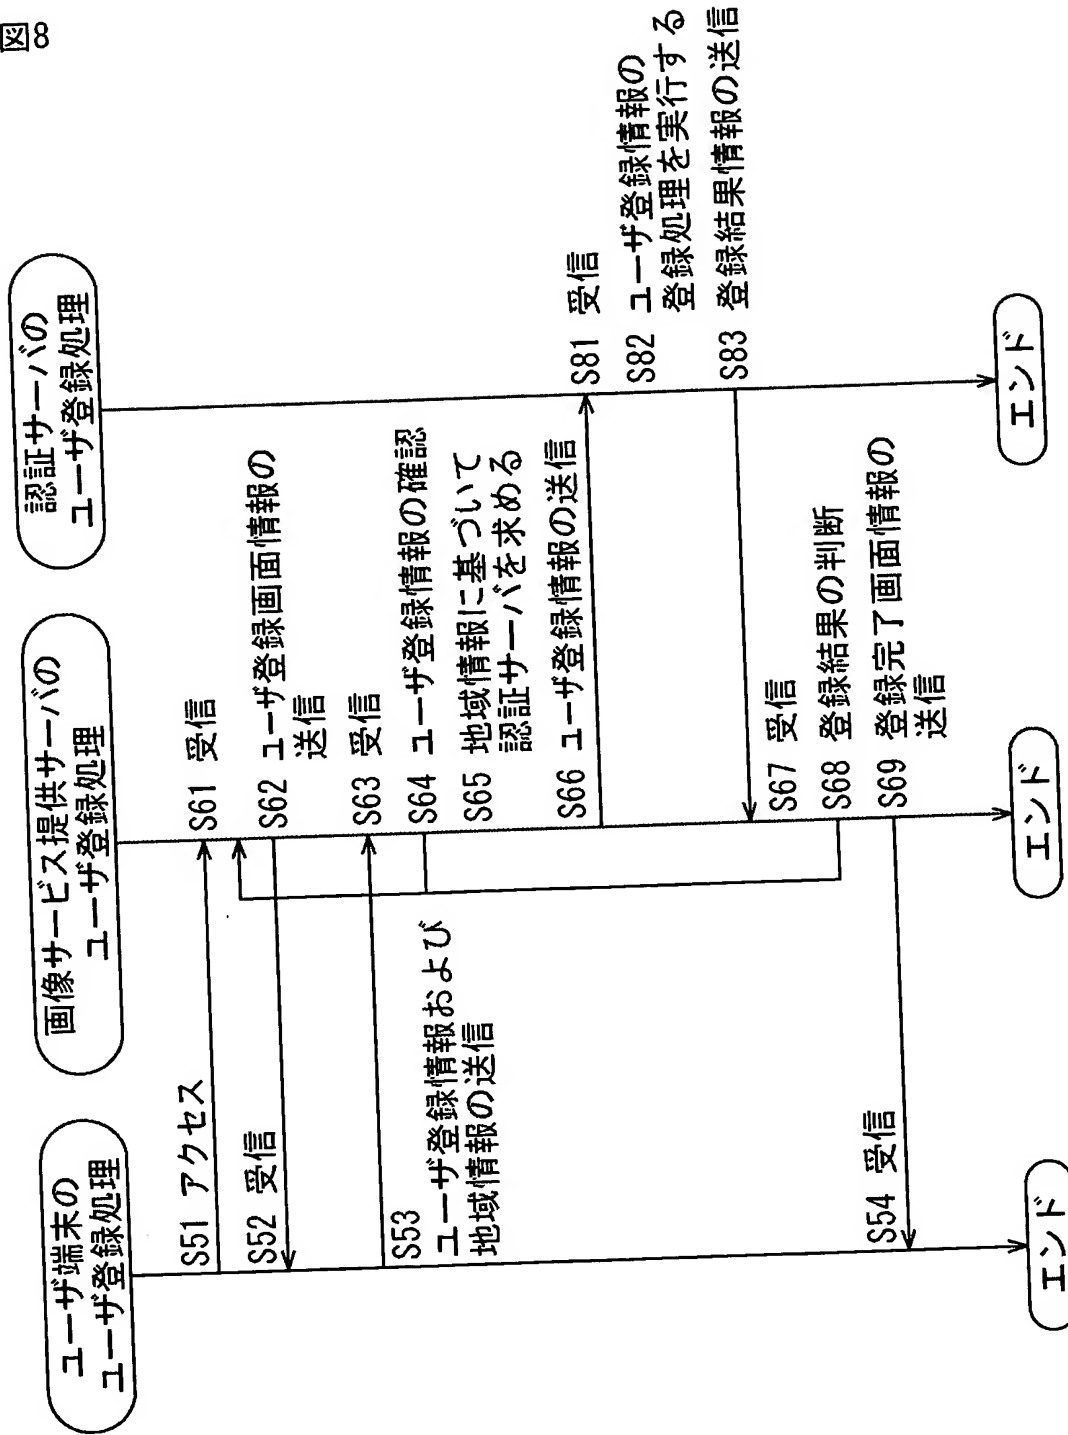 図8
ユーザ端末の
ユーザ登録処理
S51 アクセス
S52 受信
S53
ユーザ登録情報および
地域情報の送信
S54 受信
エンド
画像サービス提供サーバの
ユーザ登録処理
S61 受信
S62 ユーザ登録画面情報の
送信
S63 受信
S64 ユーザ登録情報の確認
S65 地域情報に基づいて
認証サーバを求める
S66 ユーザ登録情報の送信
S67 受信
S68 登録結果の判断
S69 登録完了画面情報の
送信
エンド
認証サーバの
ユーザ登録処理
S81 受信
S82 ユーザ登録情報の
登録処理を実行する
S83 登録結果情報の送信
エンド